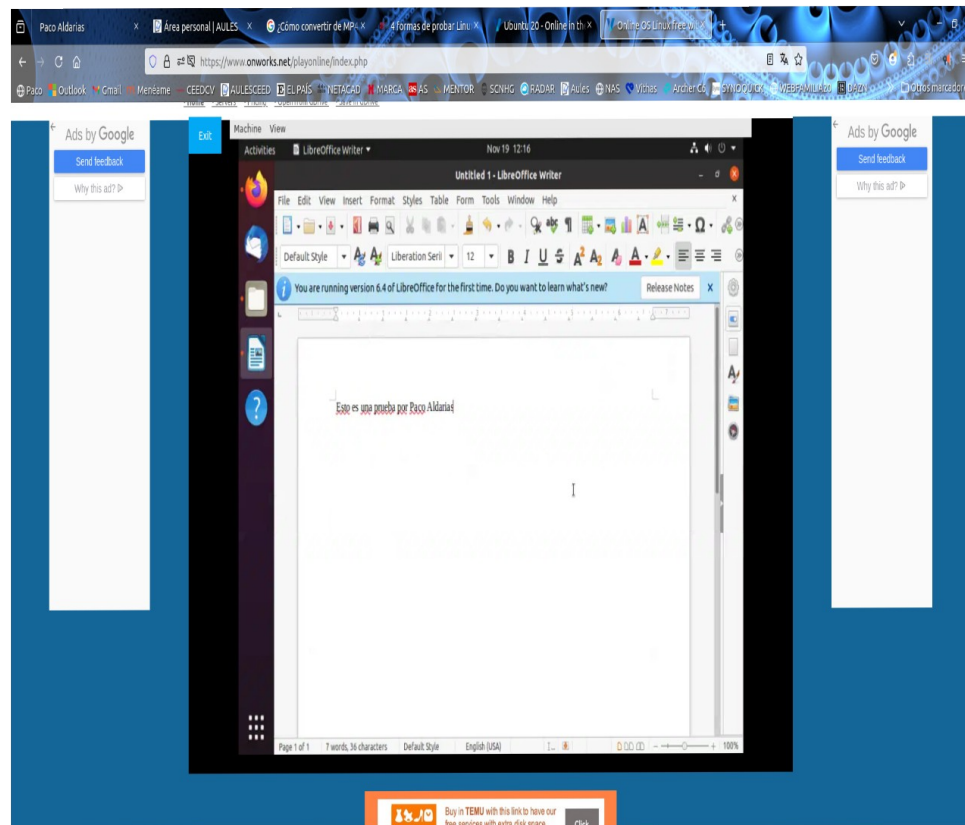 Paco Aldarias
Área personal | AULES
¿Cómo convertir de MP4
4 formas de probar Linu
Ubuntu 20 - Online in the
Online OS Linux free w
https://www.onworks.net/playonline/index.php
Paco Outlook Gmail Menéame CEEDCV AULESCEED EL PAÍS NETACAD MARCA AS MENTOR SCNHG RADAR Aules NAS Vithas Archer C6 SYNOQUICK WEBFAMILIAZO DAZN Otros marcadores
Ads by Google
Send feedback
Why this ad?
Exit
Machine View
Activities LibreOffice Writer Nov 19 12:16
Untitled 1 - LibreOffice Writer
File Edit View Insert Format Styles Table Form Tools Window Help
Default Style Liberation Seri 12
You are running version 6.4 of LibreOffice for the first time. Do you want to learn what's new? Release Notes X
Esto es una prueba por Paco Aldarias
Page 1 of 1 7 words, 36 characters Default Style English (USA) 100%
Ads by Google
Send feedback
Why this ad?
Buy in TEMU with this link to have our
free services with extra disk space
Click